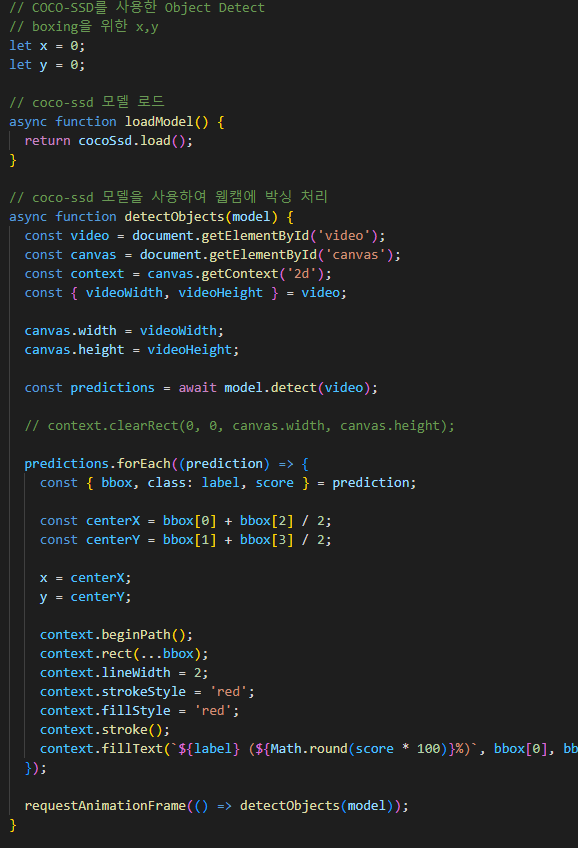 // COCO-SSD를 사용한 Object Detect
// boxing을 위한 x,y
let x = 0;
let y = 0;

// coco-ssd 모델 로드
async function loadModel() {
  return cocoSsd.load();
}

// coco-ssd 모델을 사용하여 웹캠에 박싱 처리
async function detectObjects(model) {
  const video = document.getElementById('video');
  const canvas = document.getElementById('canvas');
  const context = canvas.getContext('2d');
  const { videoWidth, videoHeight } = video;

  canvas.width = videoWidth;
  canvas.height = videoHeight;

  const predictions = await model.detect(video);

  // context.clearRect(0, 0, canvas.width, canvas.height);

  predictions.forEach((prediction) => {
    const { bbox, class: label, score } = prediction;

    const centerX = bbox[0] + bbox[2] / 2;
    const centerY = bbox[1] + bbox[3] / 2;

    x = centerX;
    y = centerY;

    context.beginPath();
    context.rect(...bbox);
    context.lineWidth = 2;
    context.strokeStyle = 'red';
    context.fillStyle = 'red';
    context.stroke();
    context.fillText(`${label} (${Math.round(score * 100)}%)`, bbox[0], bb
  });

  requestAnimationFrame(() => detectObjects(model));
}